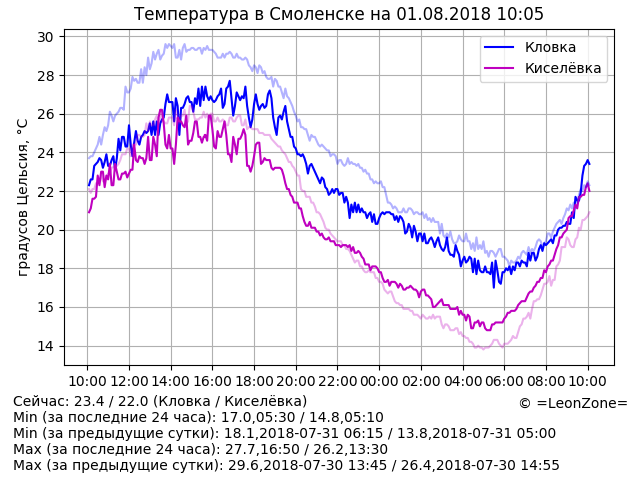 Температура в Смоленске на 01.08.2018 10:05
градусов Цельсия, °C
30
28
26
24
22
20
18
16
14
Кловка
Киселёвка
10:00 12:00 14:00 16:00 18:00 20:00 22:00 00:00 02:00 04:00 06:00 08:00 10:00
Сейчас: 23.4 / 22.0 (Кловка / Киселёвка)
© =LeonZone=
Min (за последние 24 часа): 17.0,05:30 / 14.8,05:10
Min (за предыдущие сутки): 18.1,2018-07-31 06:15 / 13.8,2018-07-31 05:00
Max (за последние 24 часа): 27.7,16:50 / 26.2,13:30
Max (за предыдущие сутки): 29.6,2018-07-30 13:45 / 26.4,2018-07-30 14:55